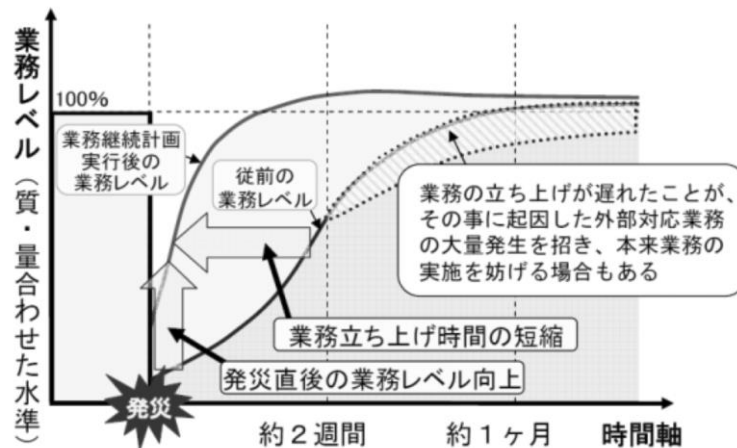 業務レベル（質・量合わせた水準）
100%
業務継続計画
実行後の
業務レベル
従前の
業務レベル
業務の立ち上げが遅れたことが、
その事に起因した外部対応業務
の大量発生を招き、本来業務の
実施を妨げる場合もある
業務立ち上げ時間の短縮
発災直後の業務レベル向上
発災
約２週間
約１ヶ月
時間軸